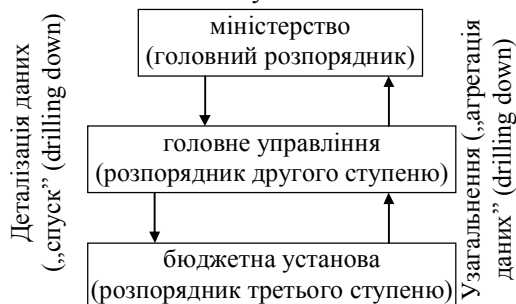 міністерство
(головний розпорядник)
головне управління
(розпорядник другого ступеню)
бюджетна установа
(розпорядник третього ступеню)
Деталізація даних
(„спуск” (drilling down)
Узагальнення („агрегація
даних” (drilling down)